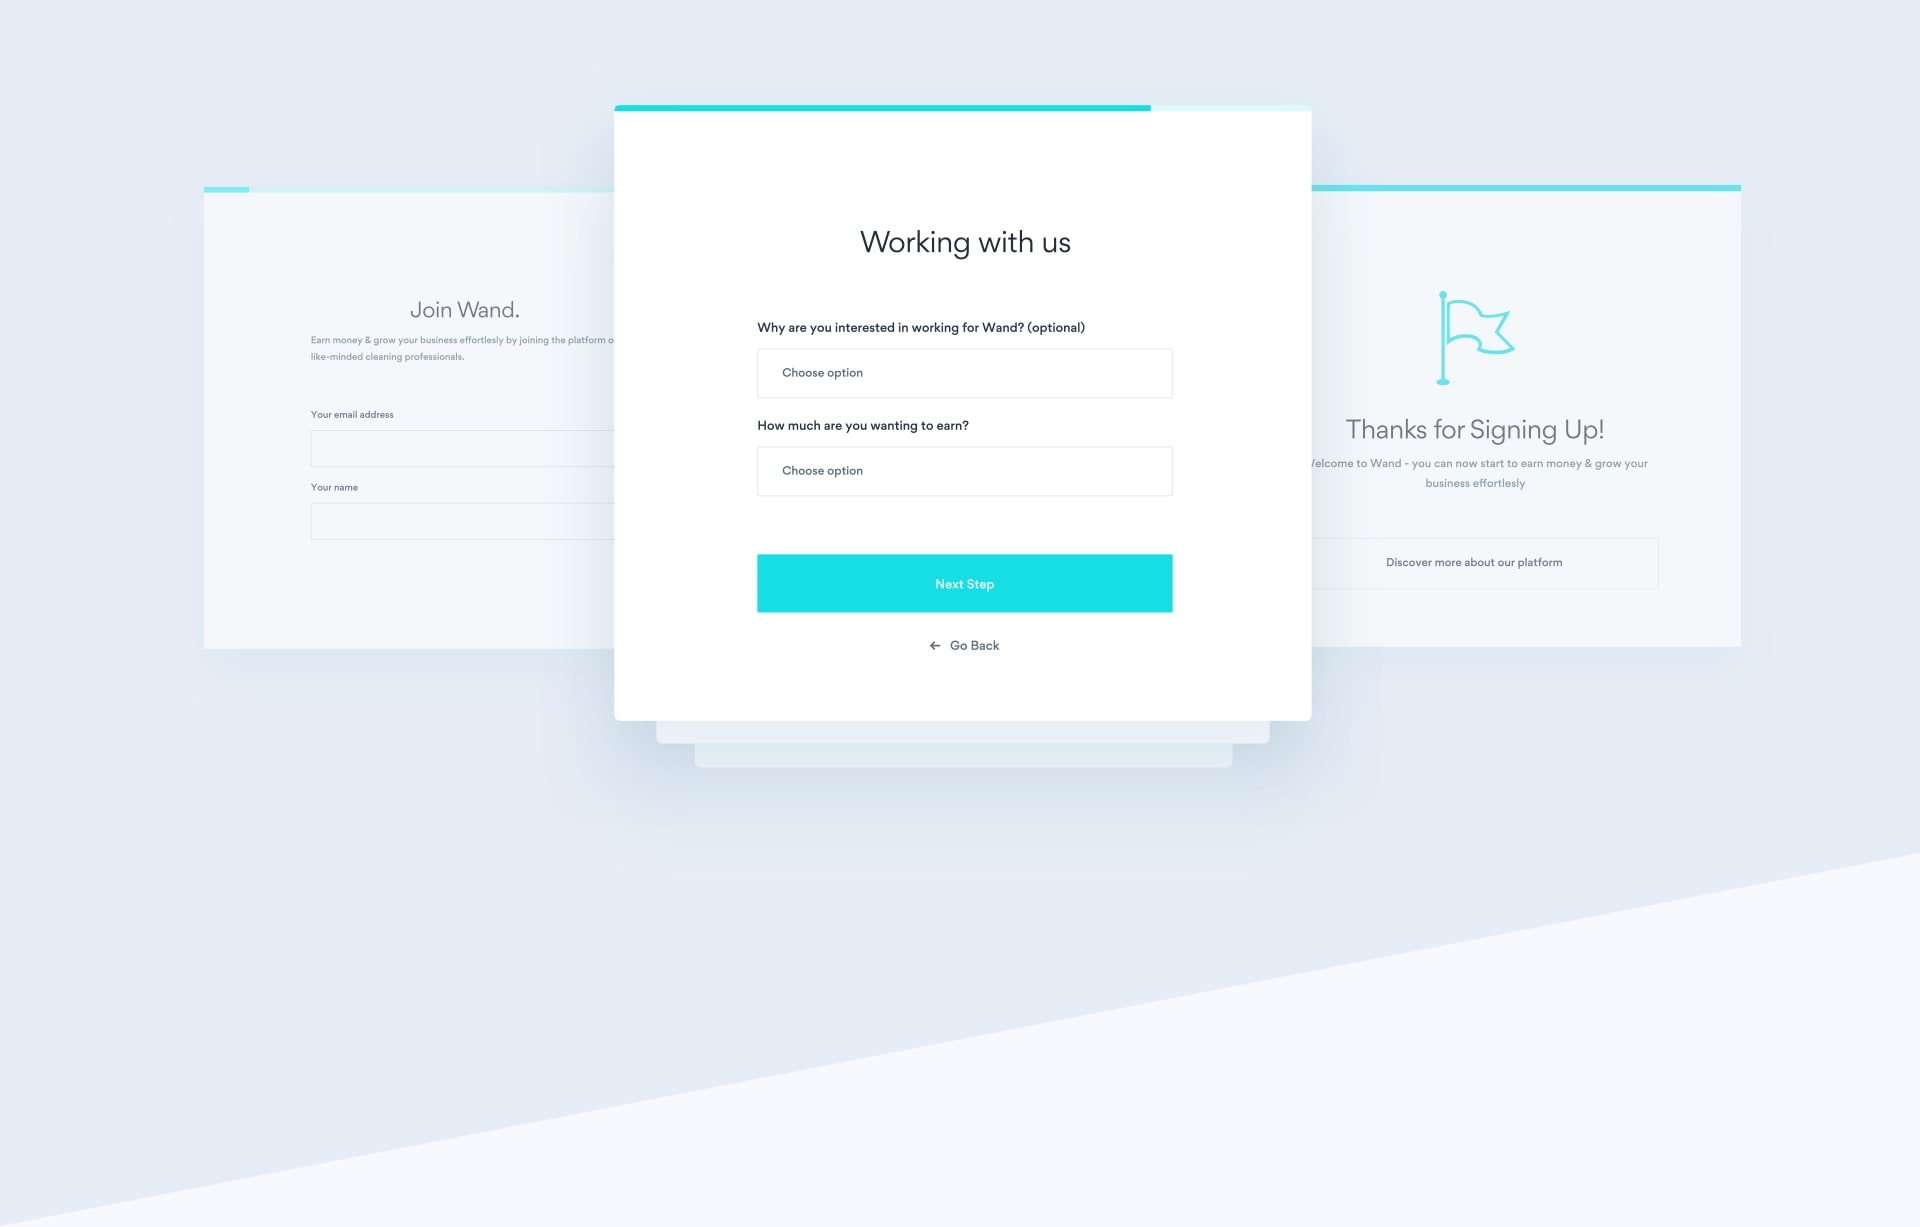 Join Wand.
Earn money & grow your business effortlessly by joining the platform
like-minded cleaning professionals.
Your email address
Your name
Working with us
Why are you interested in working for Wand? (optional)
Choose option
How much are you wanting to earn?
Choose option
Next Step
← Go Back
Thanks for Signing Up!
to Wand - you can now start to earn money & grow your
business effortlessly
Discover more about our platform